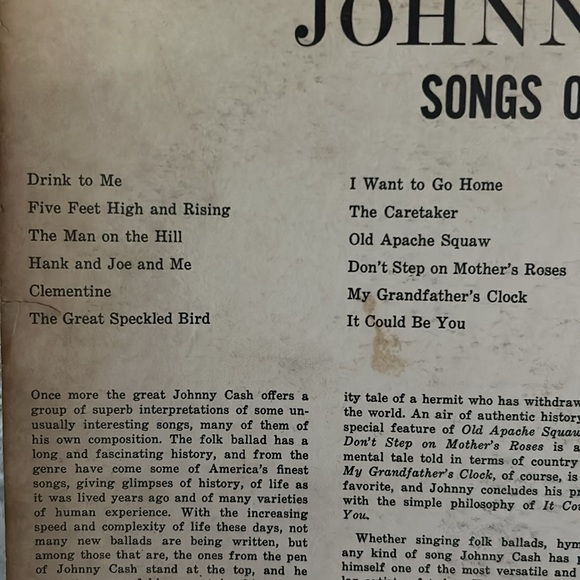 JOHNN
SONGS O
Drink to Me
Five Feet High and Rising
The Man on the Hill
Hank and Joe and Me
Clementine
The Great Speckled Bird
I Want to Go Home
The Caretaker
Old Apache Squaw
Don't Step on Mother's Roses
My Grandfather's Clock
It Could Be You
Once more the great Johnny Cash offers a
group of superb interpretations of some un-
usually interesting songs, many of them of
his own composition. The folk ballad has a
long and fascinating history, and from the
genre have come some of America's finest
songs, giving glimpses of history, of life as
it was lived years ago and of many varieties
of human experience. With the increasing
speed and complexity of life these days, not
many new ballads are being written, but
among those that are, the ones from the pen
of Johnny Cash stand at the top, and he
ity tale of a hermit who has withdraw
the world. An air of authentic history
special feature of Old Apache Squaw
Don't Step on Mother's Roses is a
mental tale told in terms of country
My Grandfather's Clock, of course, is
favorite, and Johnny concludes his pr
with the simple philosophy of It Co
You.
Whether singing folk ballads, hym
any kind of song Johnny Cash has p
himself one of the most versatile and